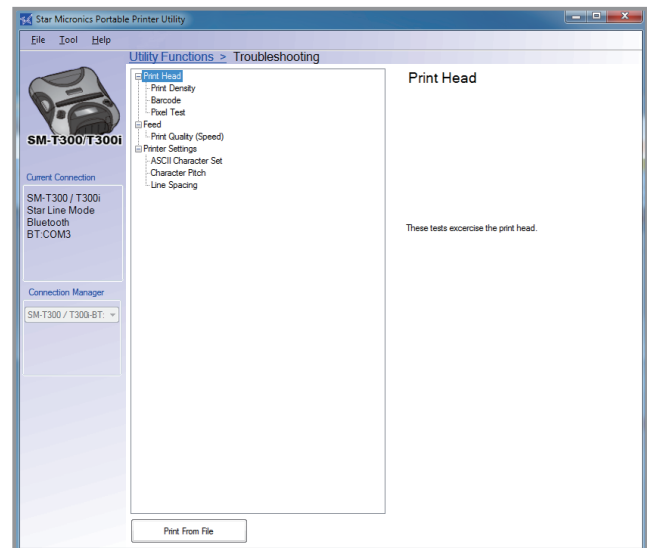 Star Micronics Portable Printer Utility
File Tool Help
Utility Functions > Troubleshooting
SM-T300/T300i
Current Connection
SM-T300 / T300i
Star Line Mode
Bluetooth
BT:COM3
Connection Manager
SM-T300 / T300i-BT:
Print Head
Print Density
Barcode
Pixel Test
Feed
Print Quality (Speed)
Printer Settings
ASCII Character Set
Character Pitch
Line Spacing
Print From File
Print Head
These tests excercise the print head.